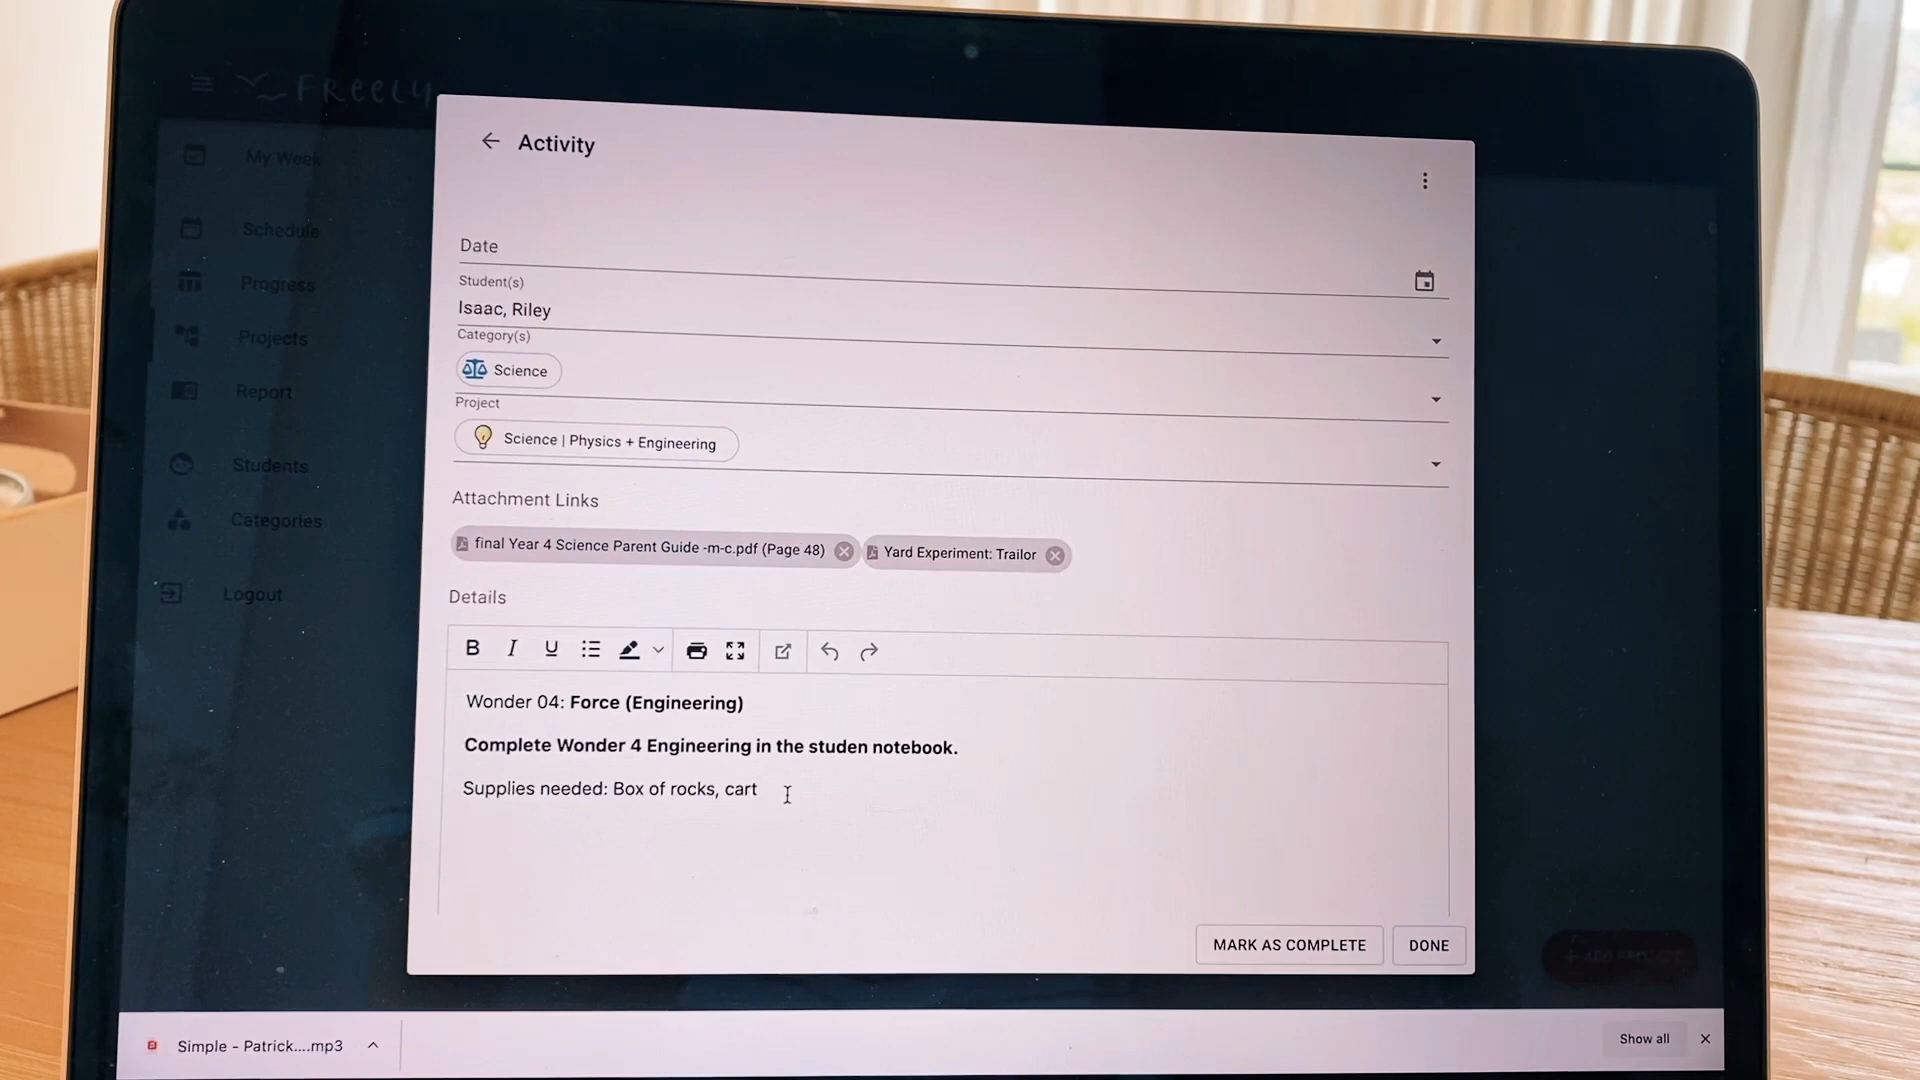 FReeLY
Activity
My Week
Schedule
Progress
Projects
Report
Students
Categories
Logout
Date
Student(s)
Isaac, Riley
Category(s)
Science
Project
Science | Physics + Engineering
Attachment Links
final Year 4 Science Parent Guide -m-c.pdf (Page 48)
Yard Experiment: Trailor
Details
B I U
Wonder 04: Force (Engineering)
Complete Wonder 4 Engineering in the studen notebook.
Supplies needed: Box of rocks, cart
MARK AS COMPLETE
DONE
Simple - Patrick....mp3
Show all